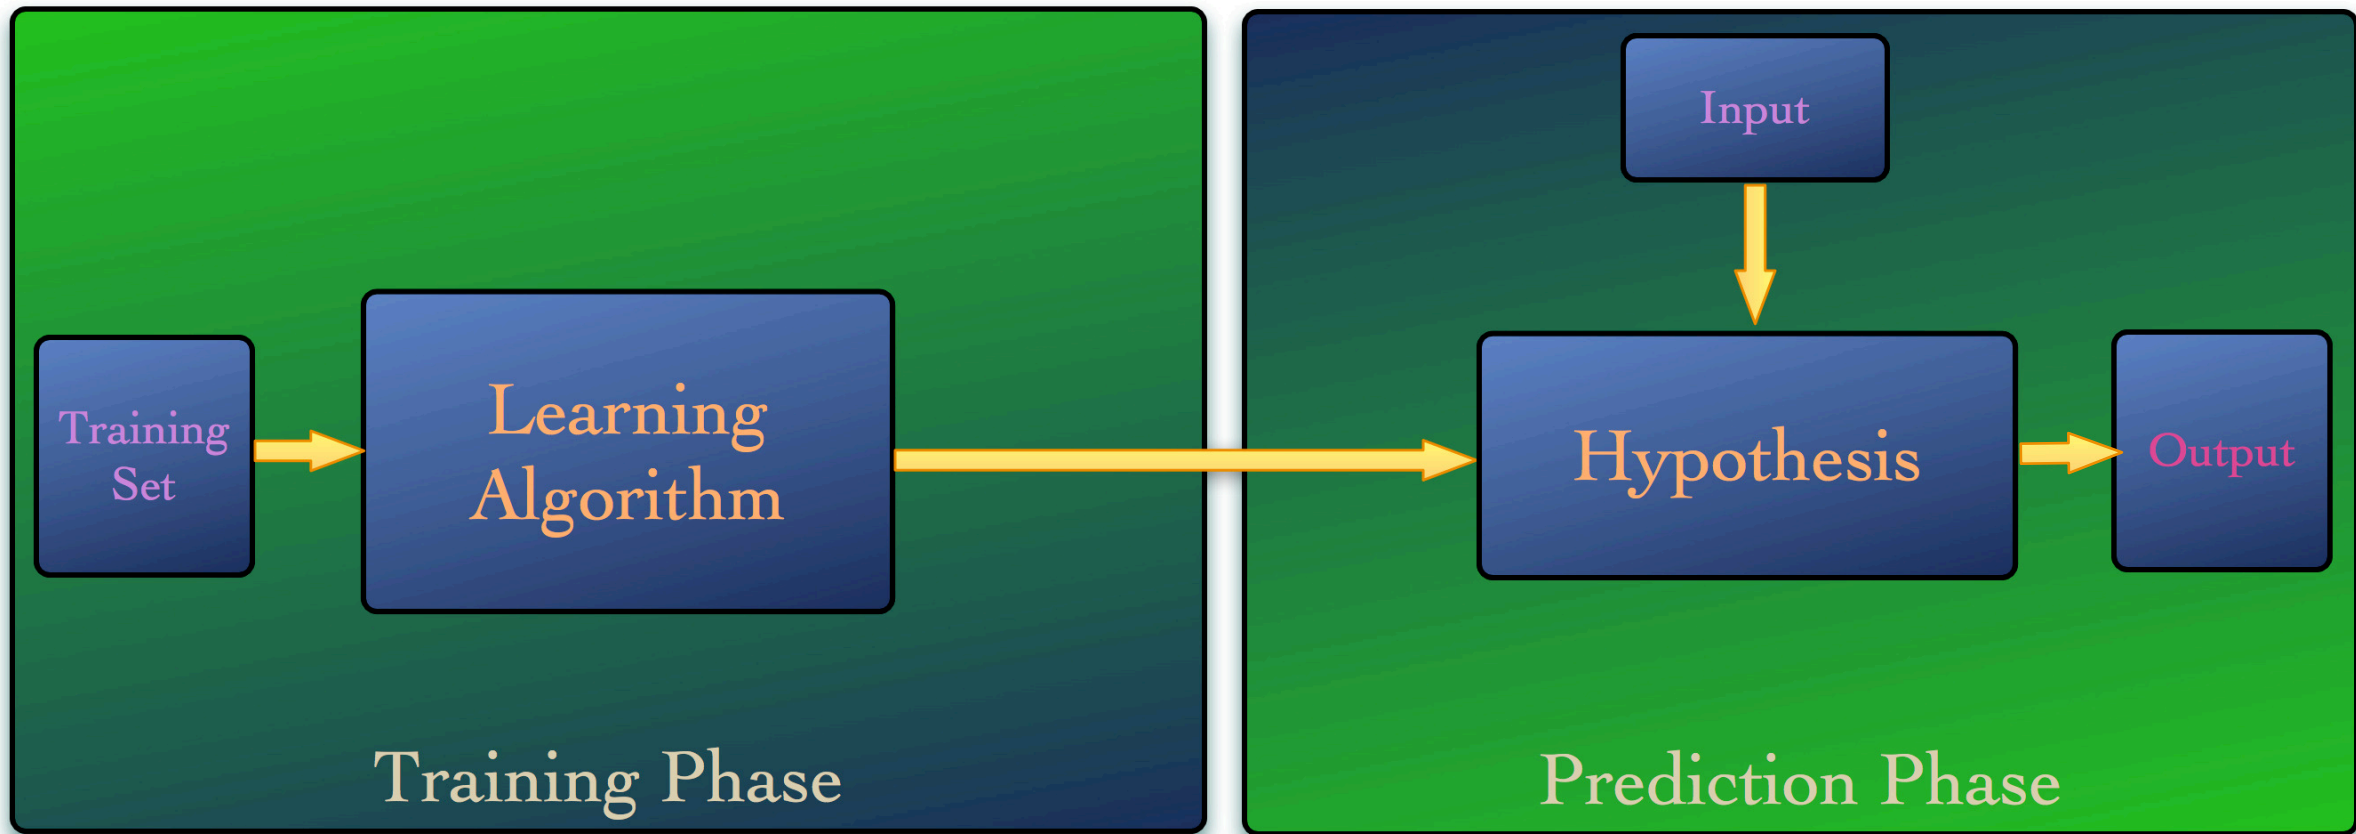 Training
Set
Learning
Algorithm
Training Phase
Input
Hypothesis
Output
Prediction Phase